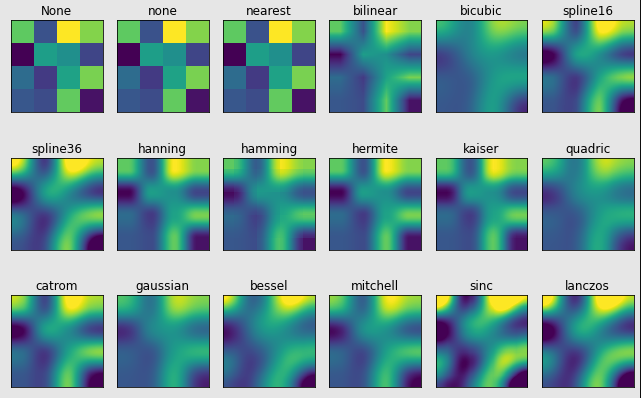 None none nearest bilinear bicubic spline16
spline36 hanning hamming hermite kaiser quadric
catrom gaussian bessel mitchell sinc lanczos